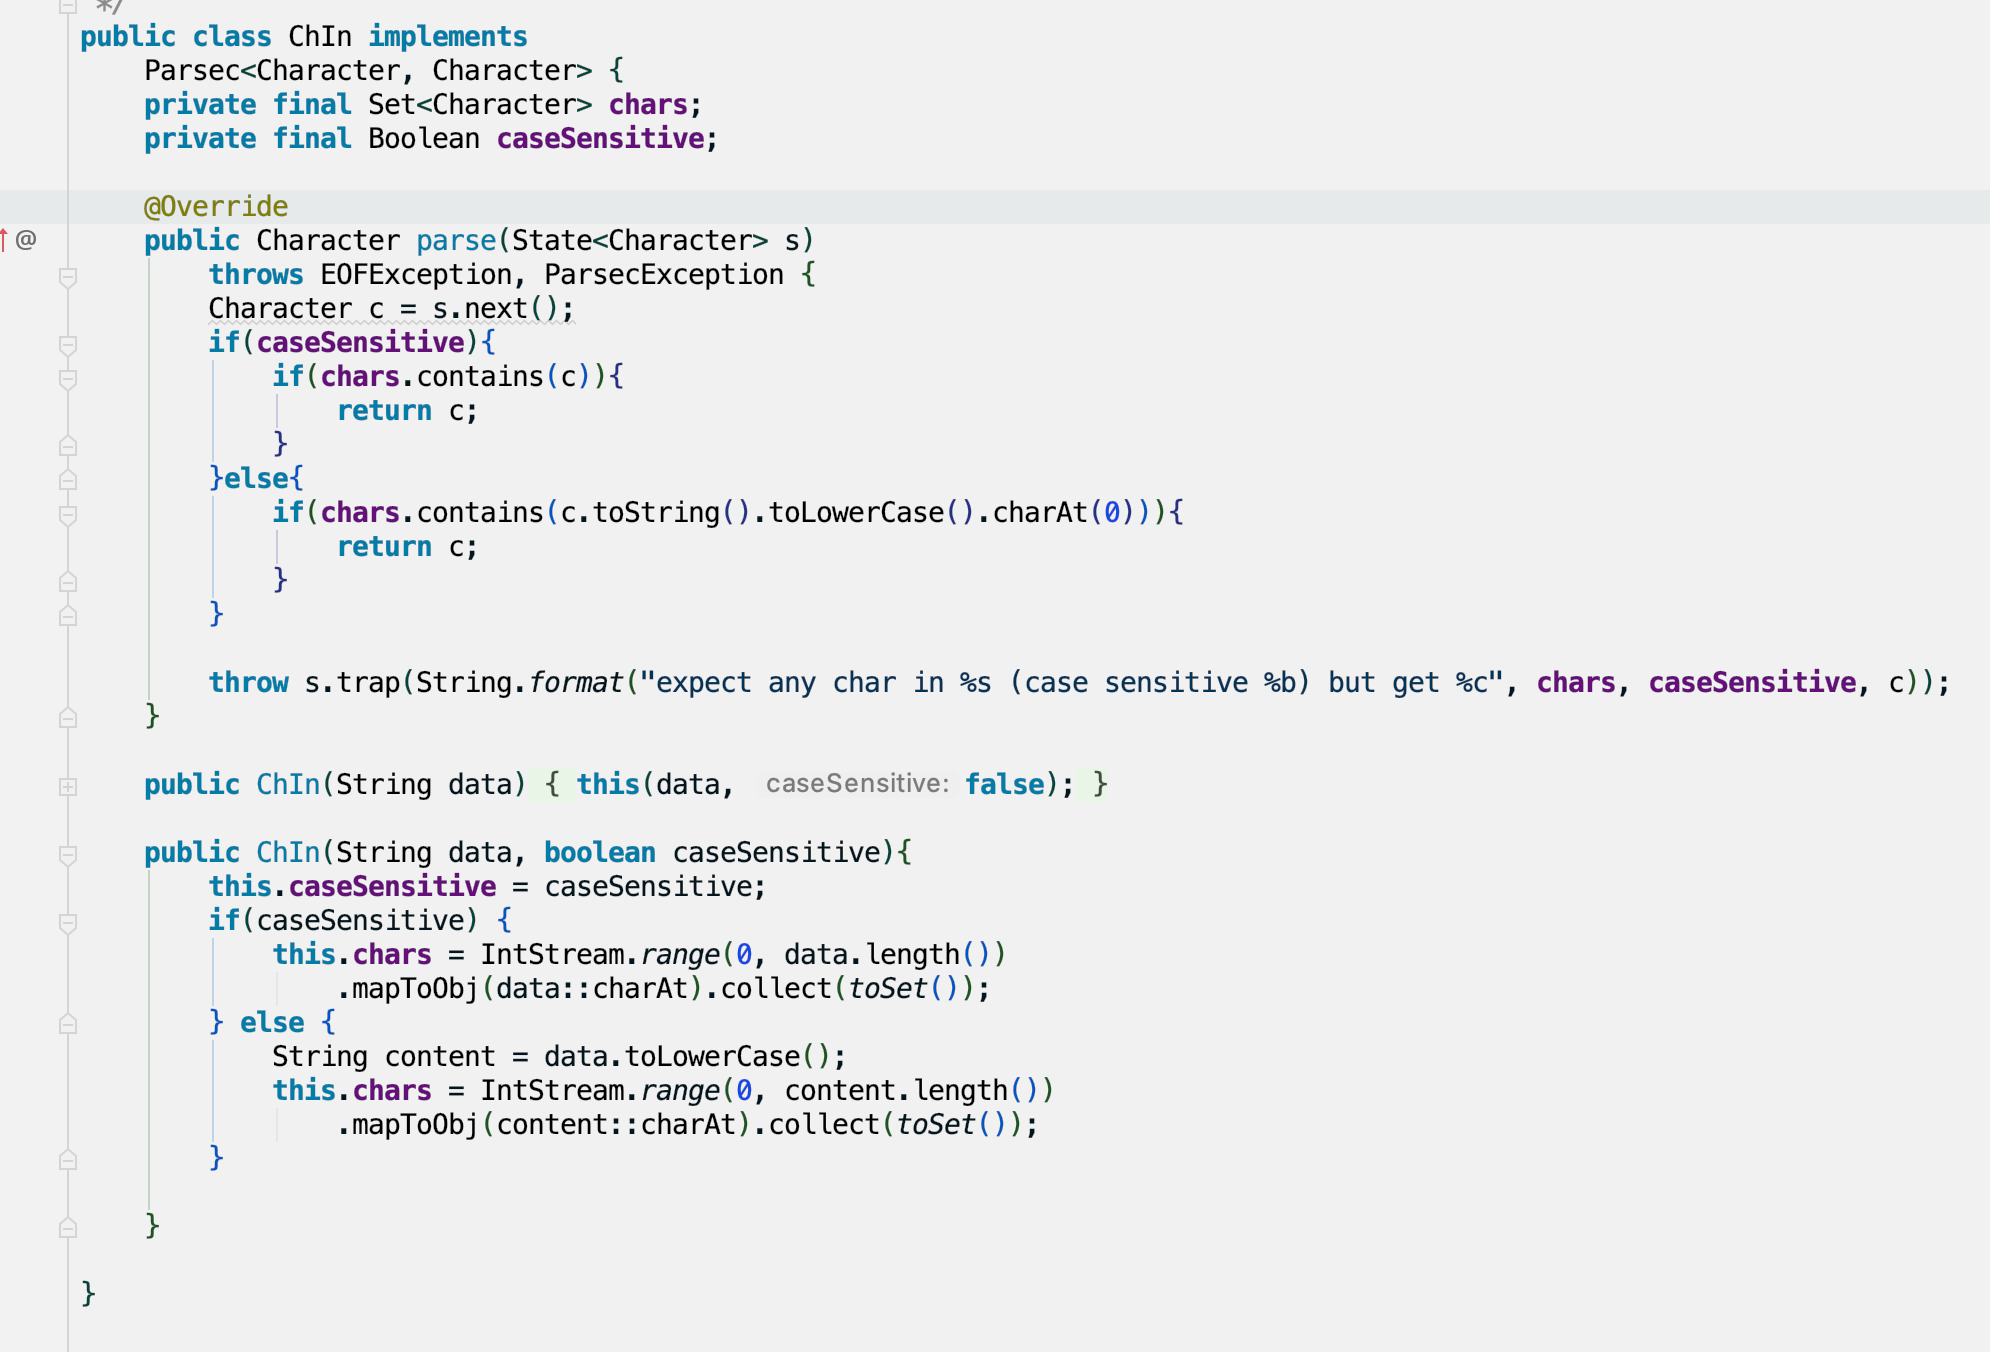 */
public class ChIn implements
    Parsec<Character, Character> {
    private final Set<Character> chars;
    private final Boolean caseSensitive;

    @Override
@   public Character parse(State<Character> s)
        throws EOFException, ParsecException {
        Character c = s.next();
        if(caseSensitive){
            if(chars.contains(c)){
                return c;
            }
        }else{
            if(chars.contains(c.toString().toLowerCase().charAt(0))){
                return c;
            }
        }

        throw s.trap(String.format("expect any char in %s (case sensitive %b) but get %c", chars, caseSensitive, c));
    }

    public ChIn(String data) { this(data, caseSensitive: false); }

    public ChIn(String data, boolean caseSensitive){
        this.caseSensitive = caseSensitive;
        if(caseSensitive) {
            this.chars = IntStream.range(0, data.length())
                .mapToObj(data::charAt).collect(toSet());
        } else {
            String content = data.toLowerCase();
            this.chars = IntStream.range(0, content.length())
                .mapToObj(content::charAt).collect(toSet());
        }

    }

}